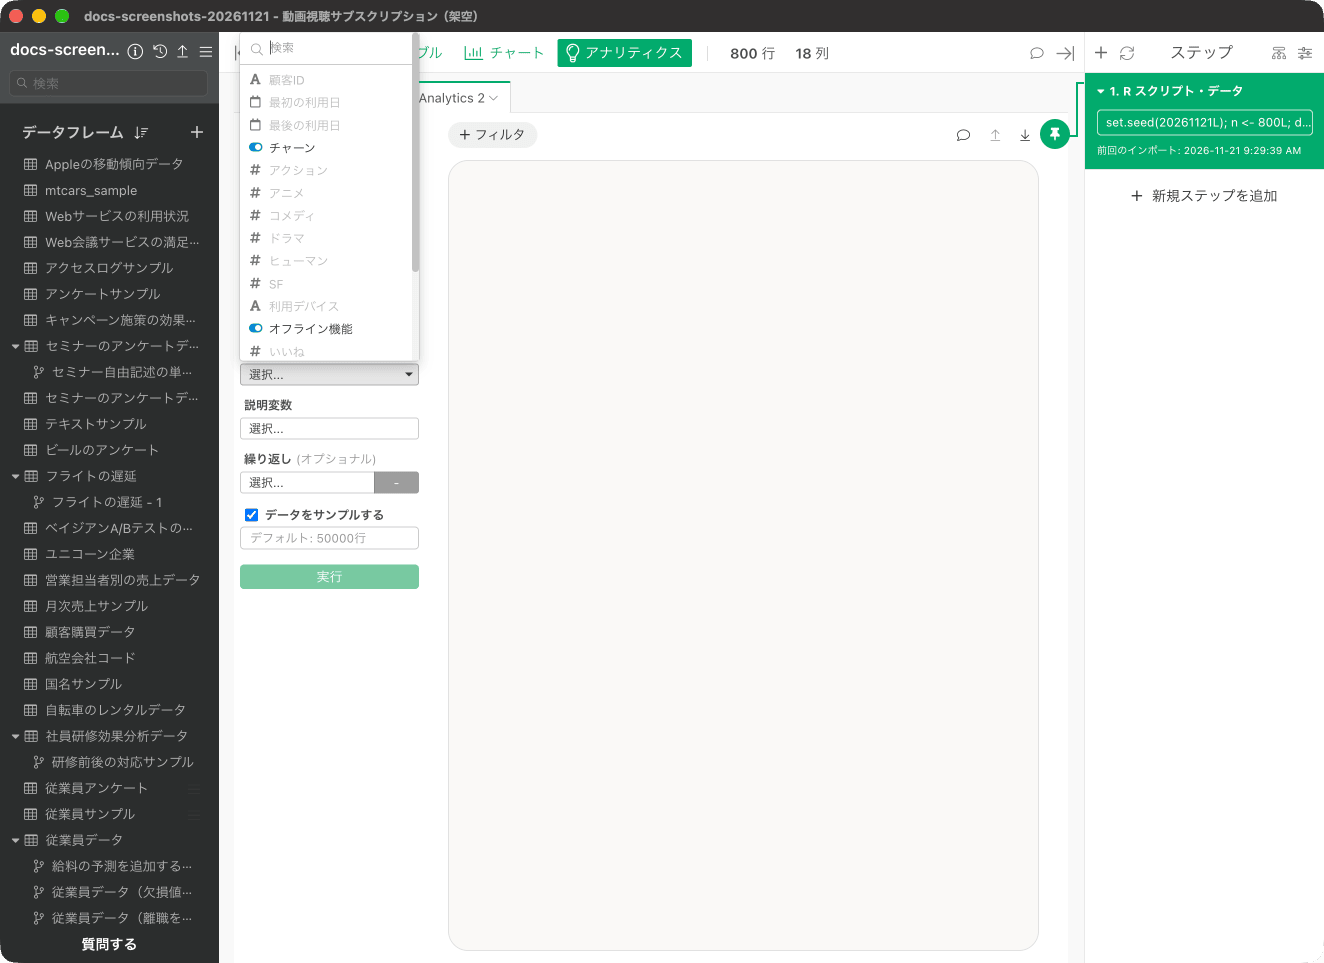 docs-screenshots-20261121 - 動画視聴サブスクリプション（架空）
docs-screen...
検索
データフレーム
Appleの移動傾向データ
mtcars_sample
Webサービスの利用状況
Web会議サービスの満足…
アクセスログサンプル
アンケートサンプル
キャンペーン施策の効果…
セミナーのアンケートデ…
セミナー自由記述の単…
セミナーのアンケートデ…
テキストサンプル
ビールのアンケート
フライトの遅延
フライトの遅延 - 1
ベイジアンA/Bテストの…
ユニコーン企業
営業担当者別の売上データ
月次売上サンプル
顧客購買データ
航空会社コード
国名サンプル
自転車のレンタルデータ
社員研修効果分析データ
研修前後の対応サンプル
従業員アンケート
従業員サンプル
従業員データ
給料の予測を追加する…
従業員データ（欠損値…
従業員データ（離職を…
質問する
検索
顧客ID
最初の利用日
最後の利用日
チャーン
アクション
アニメ
コメディ
ドラマ
ヒューマン
SF
利用デバイス
オフライン機能
いいね
選択...
説明変数
選択...
繰り返し (オプショナル)
選択... -
データをサンプルする
デフォルト: 50000行
実行
ブル チャート アナリティクス 800 行 18 列
Analytics 2
+ フィルタ
ステップ
1. R スクリプト・データ
set.seed(20261121L); n <- 800L; d...
前回のインポート: 2026-11-21 9:29:39 AM
+ 新規ステップを追加